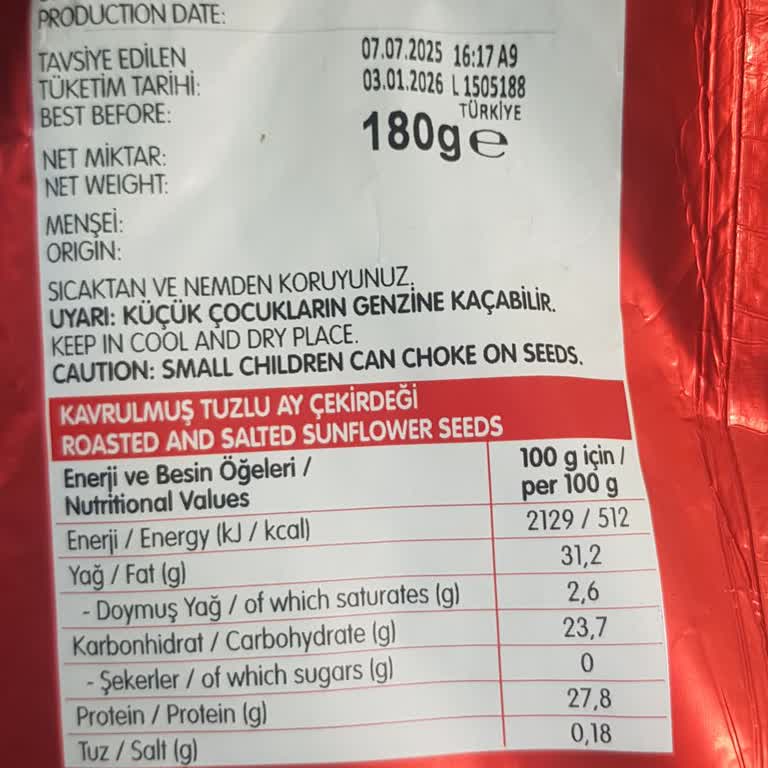 PRODUCTION DATE:
TAVSİYE EDİLEN
TÜKETİM TARİHİ:
BEST BEFORE:
07.07.2025 16:17 A9
03.01.2026 L 1505188
TÜRKİYE
180g e
NET MİKTAR:
NET WEIGHT:
MENŞEİ:
ORIGIN:
SICAKTAN VE NEMDEN KORUYUNUZ.
UYARI: KÜÇÜK ÇOCUKLARIN GENZİNE KAÇABİLİR.
KEEP IN COOL AND DRY PLACE.
CAUTION: SMALL CHILDREN CAN CHOKE ON SEEDS.
KAVRULMUŞ TUZLU AY ÇEKİRDEĞİ
ROASTED AND SALTED SUNFLOWER SEEDS
Enerji ve Besin Öğeleri /
Nutritional Values
100 g için /
per 100 g
Enerji / Energy (kJ / kcal) 2129 / 512
Yağ / Fat (g) 31,2
- Doymuş Yağ / of which saturates (g) 2,6
Karbonhidrat / Carbohydrate (g) 23,7
- Şekerler / of which sugars (g) 0
Protein / Protein (g) 27,8
Tuz / Salt (g) 0,18